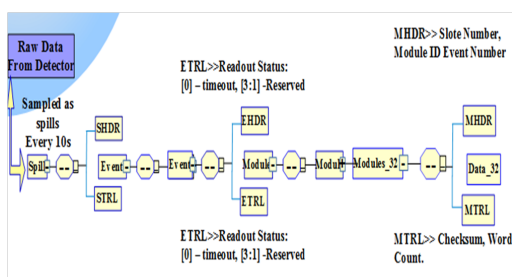 Raw Data
From Detector
Sampled as
spills
Every 10s
Spill
--
SHDR
Event
STRL
--
Event
--
ETRL>>Readout Status:
[0] – timeout, [3:1] -Reserved
EHDR
Module
ETRL
--
Modul
ETRL>>Readout Status:
[0] – timeout, [3:1] -Reserved
Modules_32
--
MHDR>> Slote Number,
Module ID Event Number
MHDR
Data_32
MTRL
MTRL>> Checksum, Word
Count.